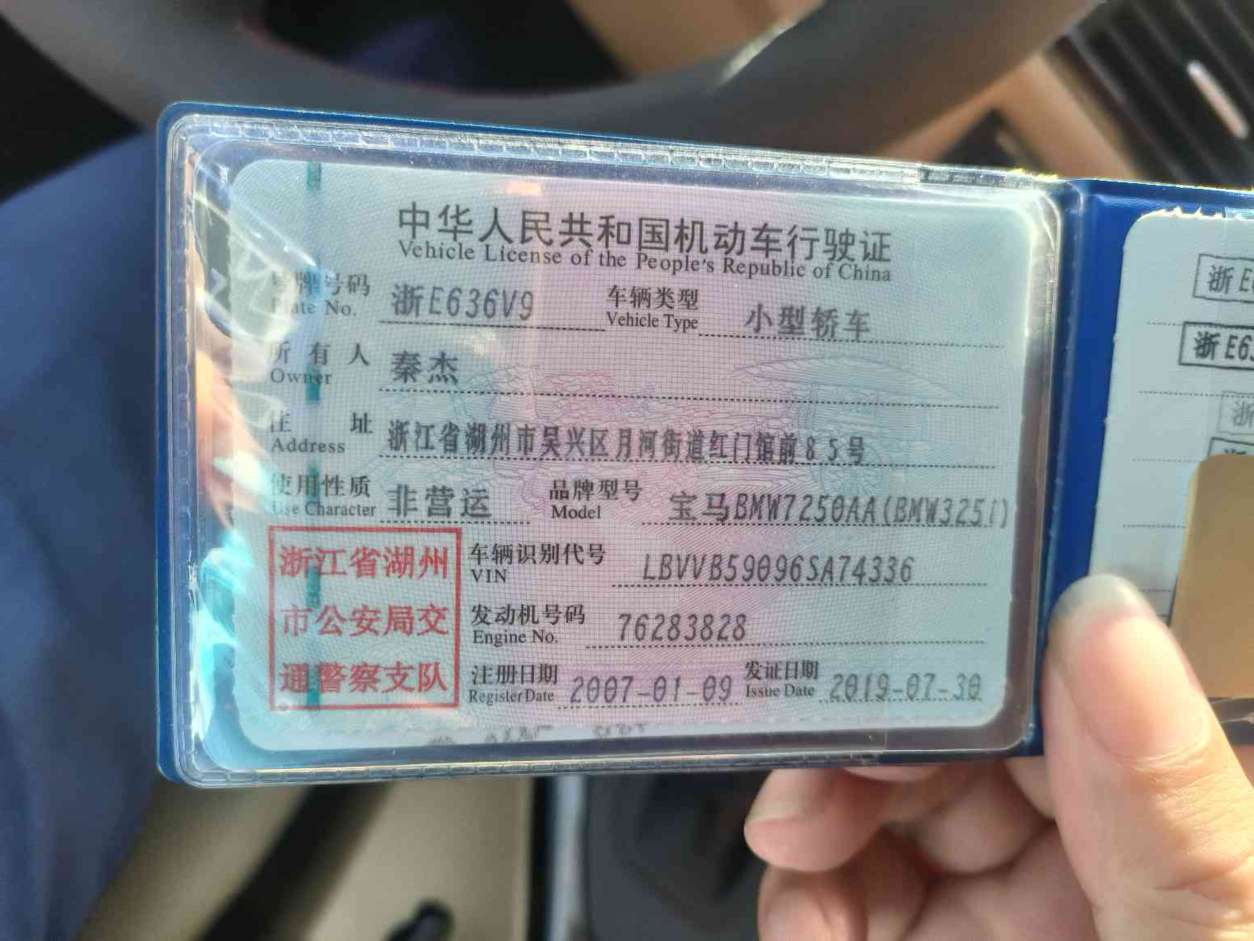 中华人民共和国机动车行驶证
Vehicle License of the People's Republic of China
号牌号码 浙E636V9 车辆类型 小型轿车
Plate No. Vehicle Type
所有人 秦杰
Owner
住址 浙江省湖州市吴兴区月河街道红门馆前85号
Address
使用性质 非营运 品牌型号 宝马BMW7250AA(BMW325I)
Use Character Model
浙江省湖州
市公安局交
通警察支队
车辆识别代号 LBVVB59096SA74336
VIN
发动机号码 76283828
Engine No.
注册日期 2007-01-09 发证日期 2019-07-30
Register Date Issue Date
浙E6
浙E63
浙